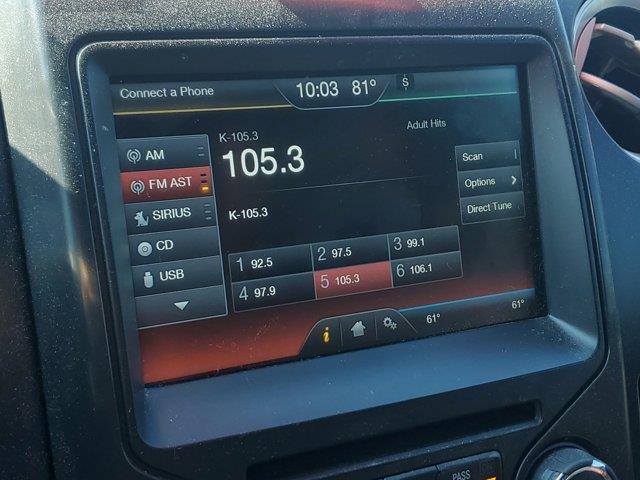 Connect a Phone
10:03 81° S
K-105.3 Adult Hits
105.3
AM
FM AST
SIRIUS
CD
USB
Scan
Options
Direct Tune
K-105.3
1 92.5
2 97.5
3 99.1
4 97.9
5 105.3
6 106.1
i
61°
61°
PASS